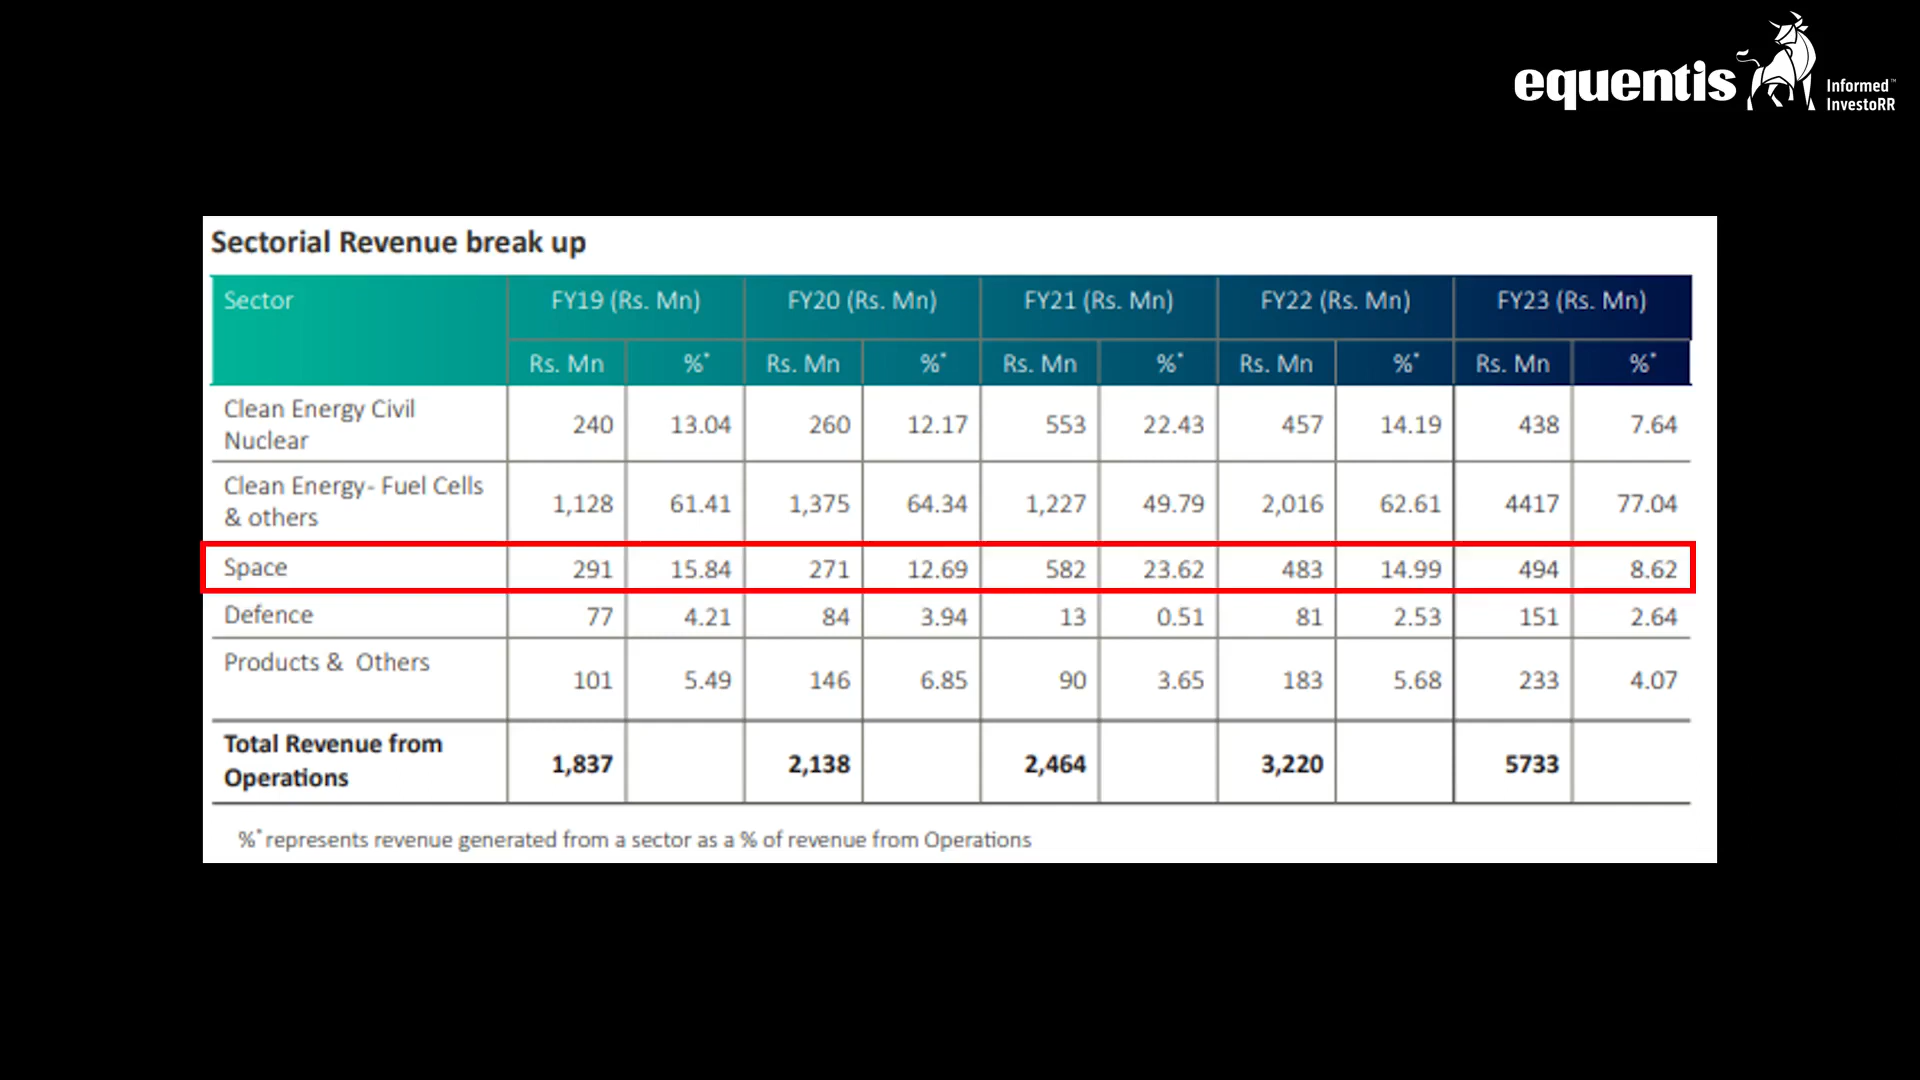 equentis
Informed™
InvestoRR
Sectorial Revenue break up
Sector FY19 (Rs. Mn) FY20 (Rs. Mn) FY21 (Rs. Mn) FY22 (Rs. Mn) FY23 (Rs. Mn)
Rs. Mn %* Rs. Mn %* Rs. Mn %* Rs. Mn %* Rs. Mn %*
Clean Energy Civil
Nuclear 240 13.04 260 12.17 553 22.43 457 14.19 438 7.64
Clean Energy- Fuel Cells
& others 1,128 61.41 1,375 64.34 1,227 49.79 2,016 62.61 4417 77.04
Space 291 15.84 271 12.69 582 23.62 483 14.99 494 8.62
Defence 77 4.21 84 3.94 13 0.51 81 2.53 151 2.64
Products & Others 101 5.49 146 6.85 90 3.65 183 5.68 233 4.07
Total Revenue from
Operations 1,837 2,138 2,464 3,220 5733
%* represents revenue generated from a sector as a % of revenue from Operations